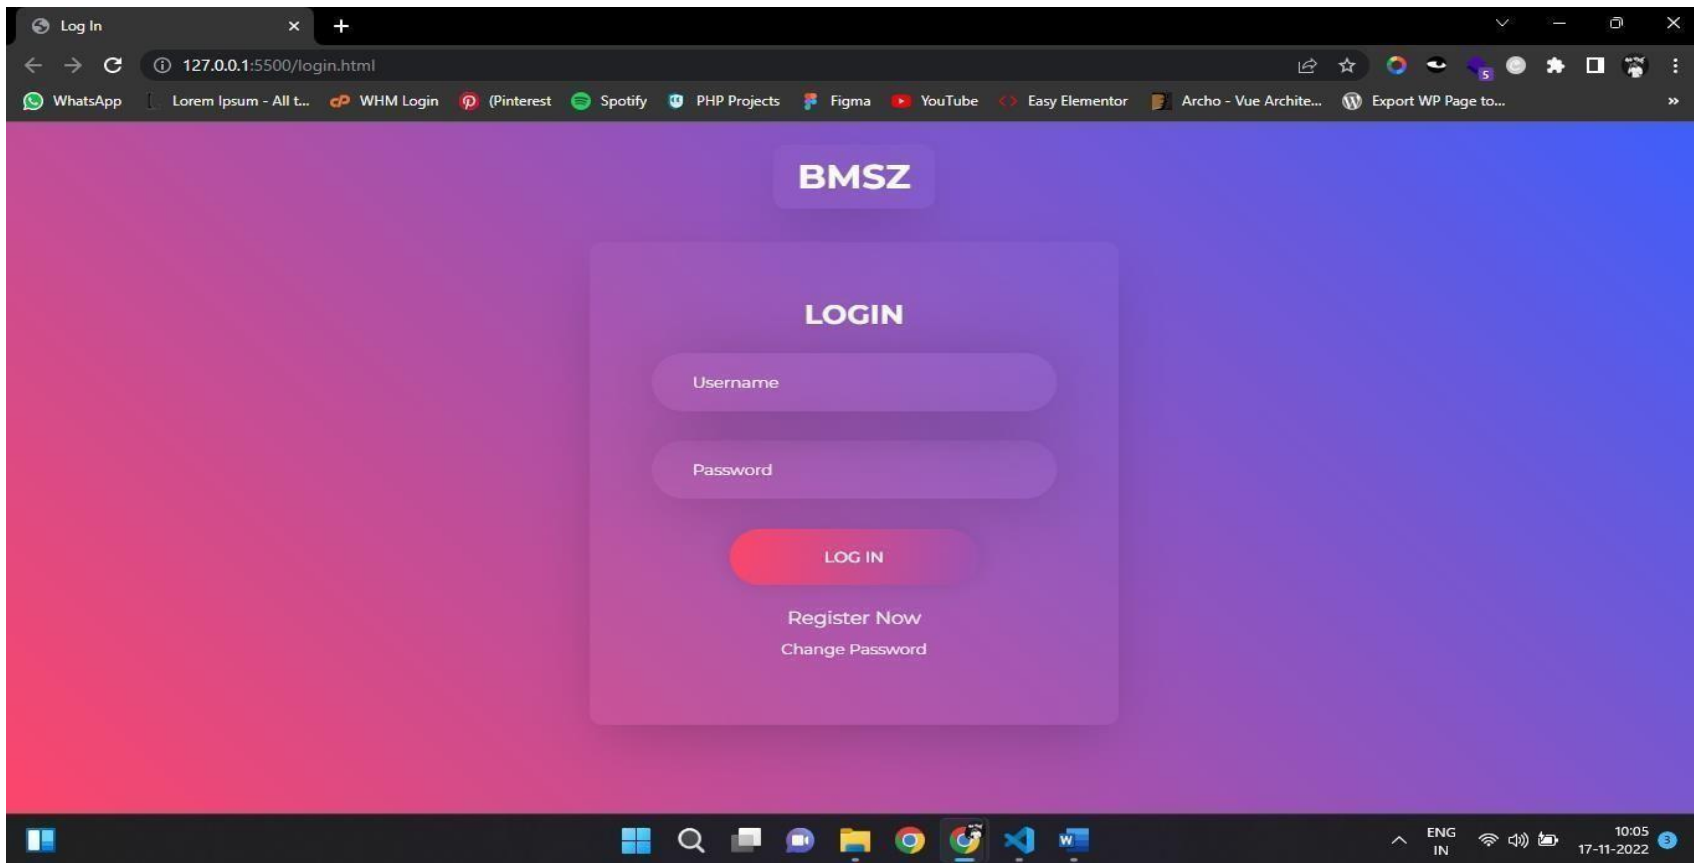 Log In
127.0.0.1:5500/login.html
WhatsApp Lorem Ipsum - All t... WHM Login (Pinterest Spotify PHP Projects Figma YouTube Easy Elementor Archo - Vue Archite... Export WP Page to... »
BMSZ
LOGIN
Username
Password
LOG IN
Register Now
Change Password
ENG
IN
10:05
17-11-2022
3
5